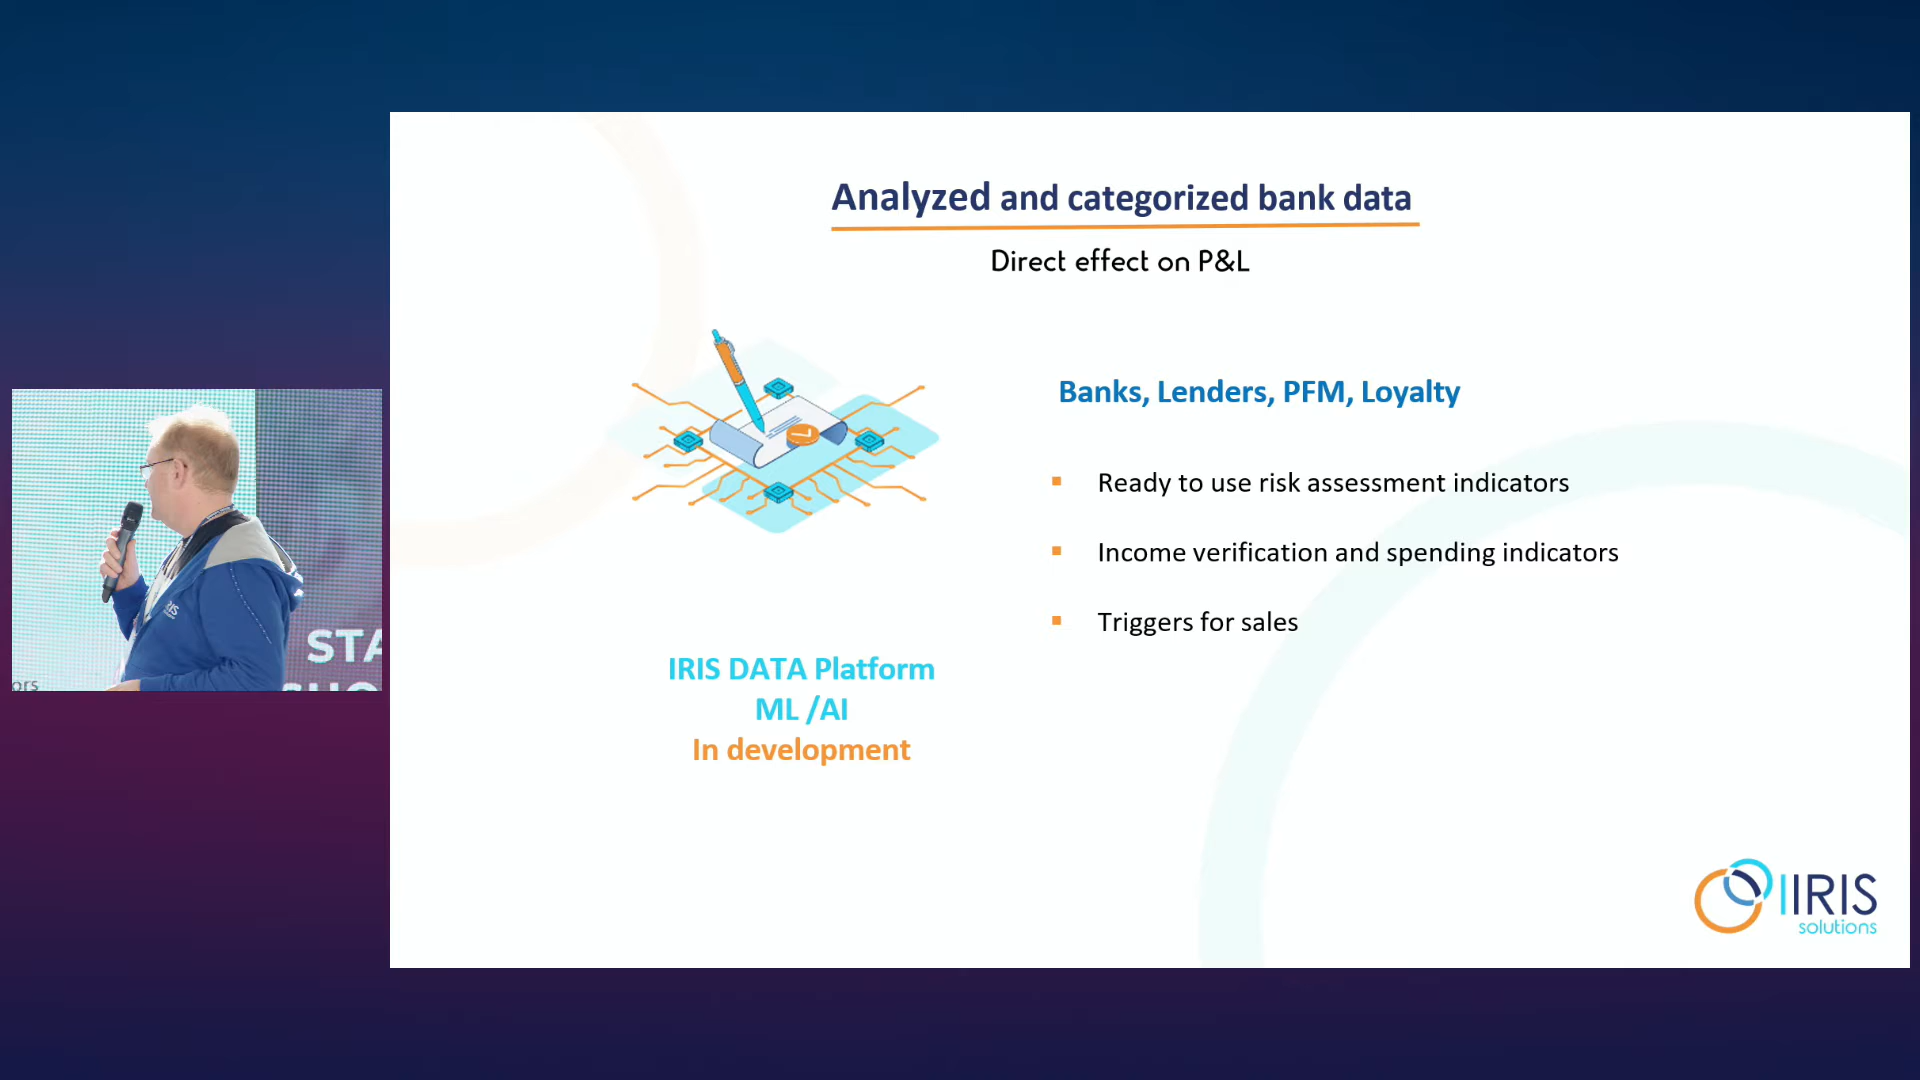 Analyzed and categorized bank data
Direct effect on P&L
Banks, Lenders, PFM, Loyalty
Ready to use risk assessment indicators
Income verification and spending indicators
Triggers for sales
IRIS DATA Platform
ML /AI
In development
IRIS
solutions
STA
ors